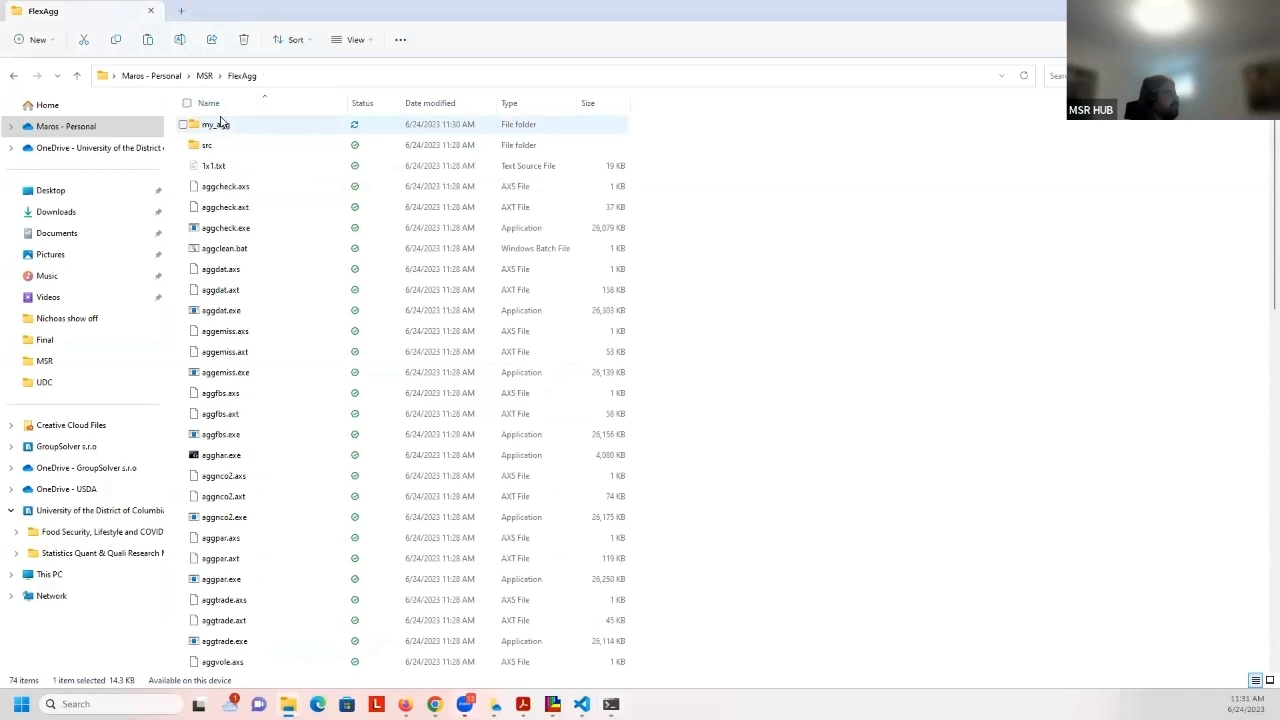 FlexAgg
New
Sort
View
Maros - Personal > MSR > FlexAgg
Sear
MSR HUB
Name Status Date modified Type Size
Home
Maros - Personal
OneDrive - University of the District o
Desktop
Downloads
Documents
Pictures
Music
Videos
Nichoas show off
Final
MSR
UDC
Creative Cloud Files
GroupSolver s.r.o
OneDrive - GroupSolver s.r.o
OneDrive - USDA
University of the District of Columbia
Food Security, Lifestyle and COVID
Statistics Quant & Quali Research M
This PC
Network
my_agg 6/24/2023 11:30 AM File folder
src 6/24/2023 11:28 AM File folder
1x1.txt 6/24/2023 11:28 AM Text Source File 19 KB
aggcheck.axs 6/24/2023 11:28 AM AXS File 1 KB
aggcheck.axt 6/24/2023 11:28 AM AXT File 37 KB
aggcheck.exe 6/24/2023 11:28 AM Application 26,079 KB
aggclean.bat 6/24/2023 11:28 AM Windows Batch File 1 KB
aggdat.axs 6/24/2023 11:28 AM AXS File 1 KB
aggdat.axt 6/24/2023 11:28 AM AXT File 158 KB
aggdat.exe 6/24/2023 11:28 AM Application 26,303 KB
aggemiss.axs 6/24/2023 11:28 AM AXS File 1 KB
aggemiss.axt 6/24/2023 11:28 AM AXT File 53 KB
aggemiss.exe 6/24/2023 11:28 AM Application 26,139 KB
aggfbs.axs 6/24/2023 11:28 AM AXS File 1 KB
aggfbs.axt 6/24/2023 11:28 AM AXT File 58 KB
aggfbs.exe 6/24/2023 11:28 AM Application 26,156 KB
agghar.exe 6/24/2023 11:28 AM Application 4,080 KB
aggnco2.axs 6/24/2023 11:28 AM AXS File 1 KB
aggnco2.axt 6/24/2023 11:28 AM AXT File 74 KB
aggnco2.exe 6/24/2023 11:28 AM Application 26,175 KB
aggpar.axs 6/24/2023 11:28 AM AXS File 1 KB
aggpar.axt 6/24/2023 11:28 AM AXT File 119 KB
aggpar.exe 6/24/2023 11:28 AM Application 26,250 KB
aggtrade.axs 6/24/2023 11:28 AM AXS File 1 KB
aggtrade.axt 6/24/2023 11:28 AM AXT File 45 KB
aggtrade.exe 6/24/2023 11:28 AM Application 26,114 KB
aggvole.axs 6/24/2023 11:28 AM AXS File 1 KB
74 items 1 item selected 14.3 KB Available on this device
Search
1
13
11:31 AM
6/24/2023